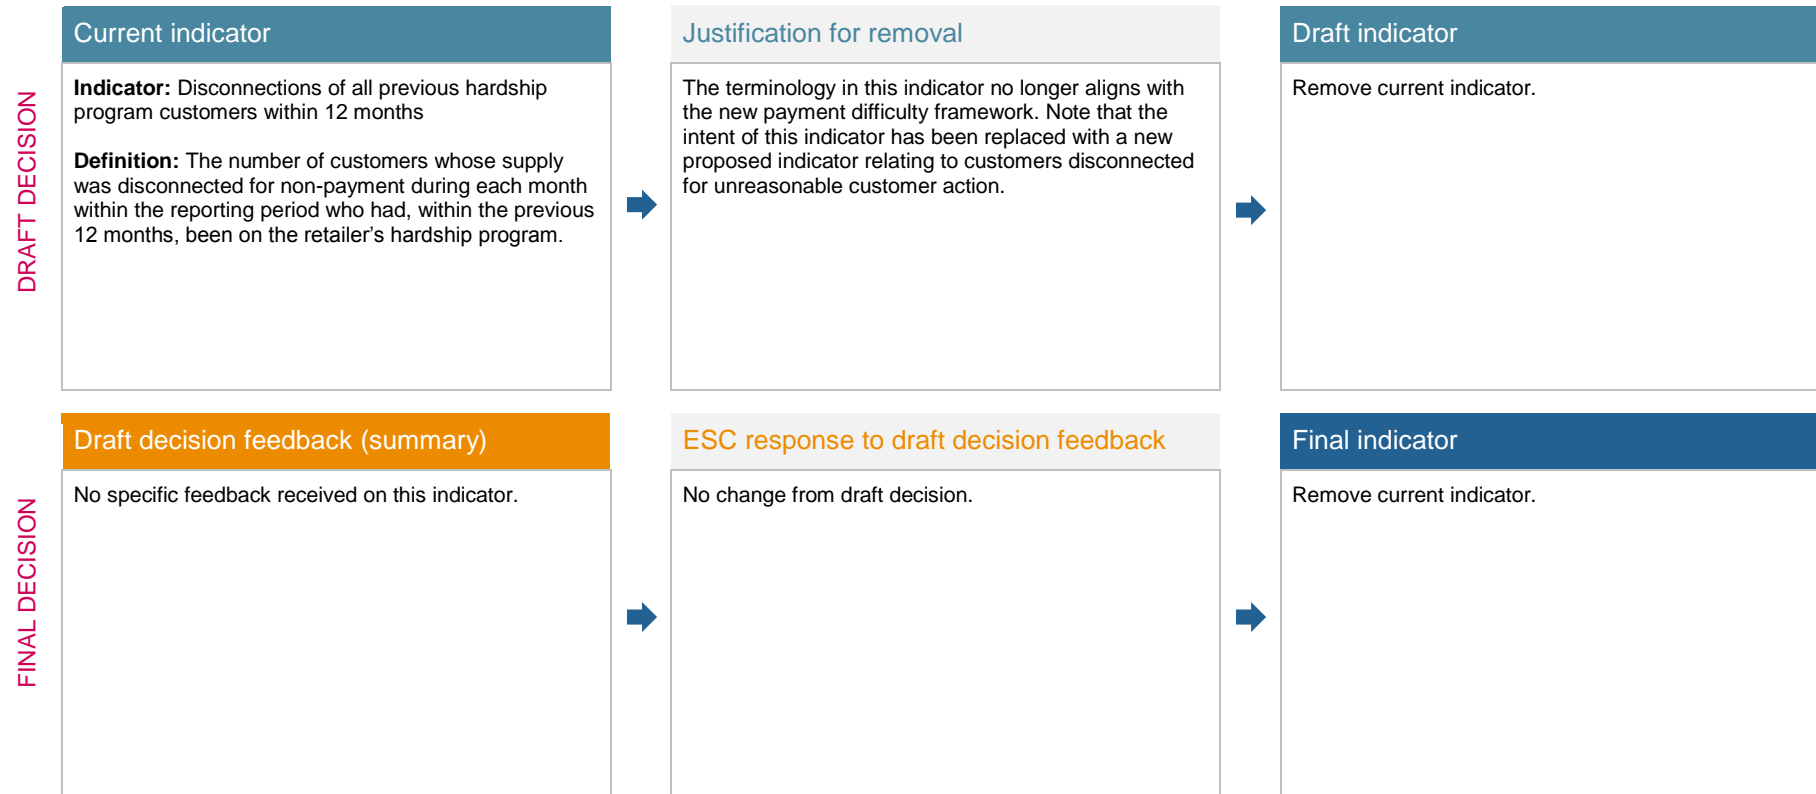 DRAFT DECISION
Current indicator
Indicator: Disconnections of all previous hardship
program customers within 12 months
Definition: The number of customers whose supply
was disconnected for non-payment during each month
within the reporting period who had, within the previous
12 months, been on the retailer’s hardship program.
Justification for removal
The terminology in this indicator no longer aligns with
the new payment difficulty framework. Note that the
intent of this indicator has been replaced with a new
proposed indicator relating to customers disconnected
for unreasonable customer action.
Draft indicator
Remove current indicator.
FINAL DECISION
Draft decision feedback (summary)
No specific feedback received on this indicator.
ESC response to draft decision feedback
No change from draft decision.
Final indicator
Remove current indicator.